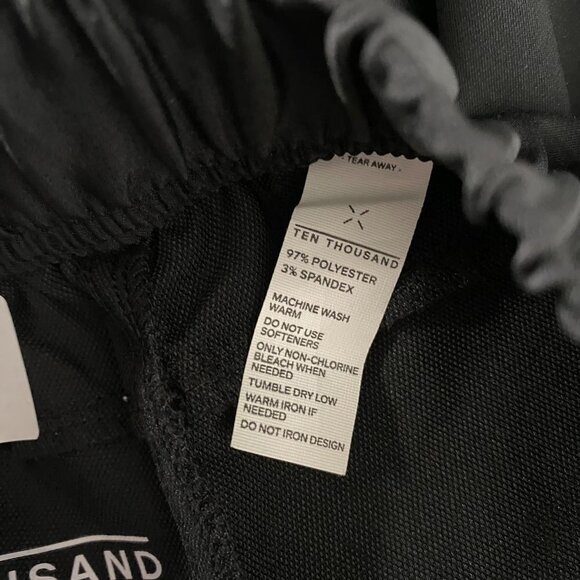 - TEAR AWAY -
TEN THOUSAND
97% POLYESTER
3% SPANDEX
MACHINE WASH
WARM
DO NOT USE
SOFTENERS
ONLY NON-CHLORINE
BLEACH WHEN
NEEDED
TUMBLE DRY LOW
WARM IRON IF
NEEDED
DO NOT IRON DESIGN
USAND